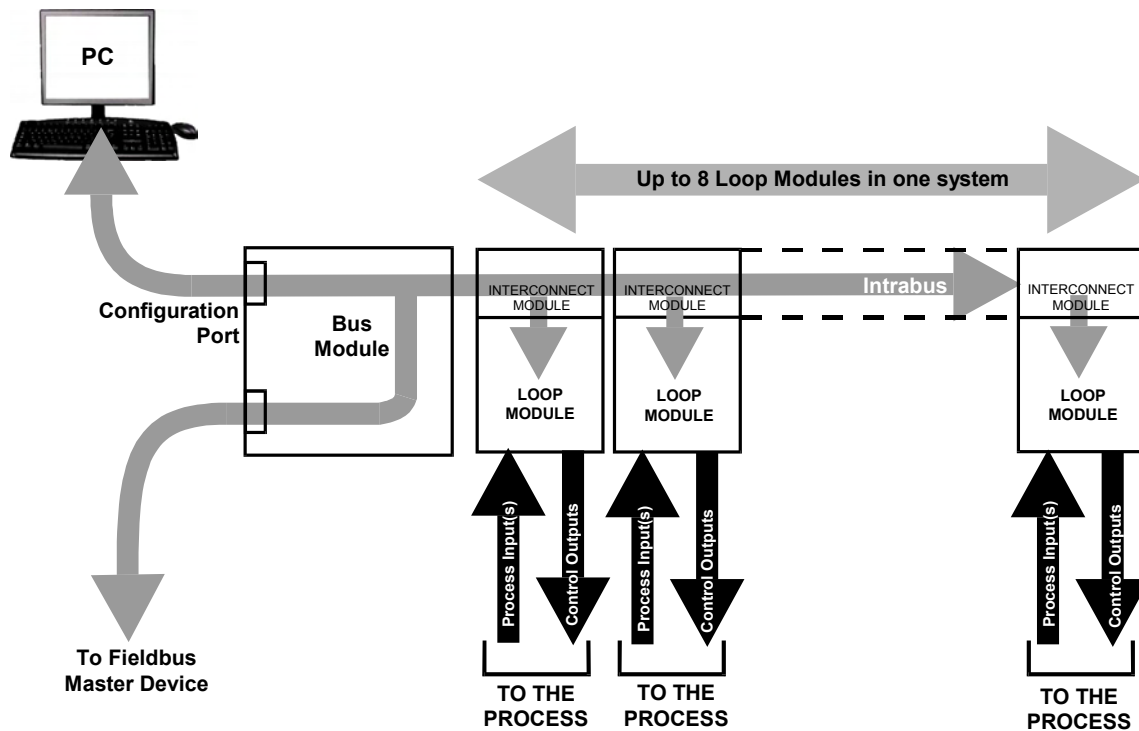 PC
Up to 8 Loop Modules in one system
Configuration
Port
Bus
Module
INTERCONNECT
MODULE
INTERCONNECT
MODULE
Intrabus
INTERCONNECT
MODULE
LOOP
MODULE
LOOP
MODULE
LOOP
MODULE
Process Input(s)
Control Outputs
Process Input(s)
Control Outputs
Process Input(s)
Control Outputs
To Fieldbus
Master Device
TO THE
PROCESS
TO THE
PROCESS
TO THE
PROCESS